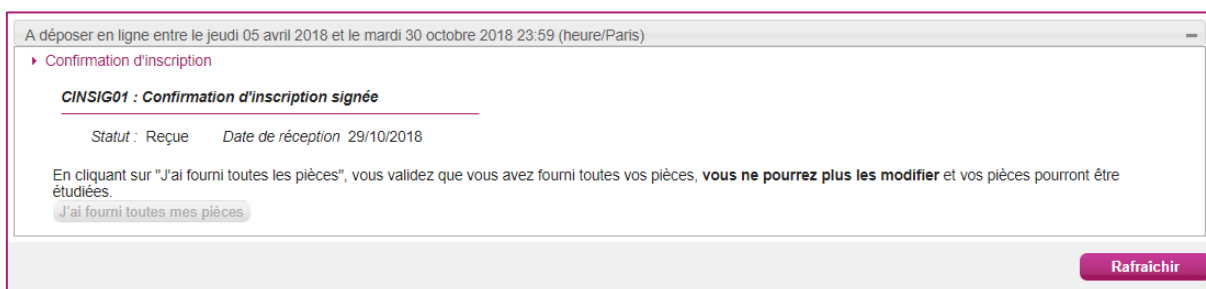 A déposer en ligne entre le jeudi 05 avril 2018 et le mardi 30 octobre 2018 23:59 (heure/Paris)
Confirmation d'inscription
CINSIG01 : Confirmation d'inscription signée
Statut : Reçue Date de réception 29/10/2018
En cliquant sur "J'ai fourni toutes les pièces", vous validez que vous avez fourni toutes vos pièces, vous ne pourrez plus les modifier et vos pièces pourront être
étudiées.
J'ai fourni toutes mes pièces
Rafraîchir